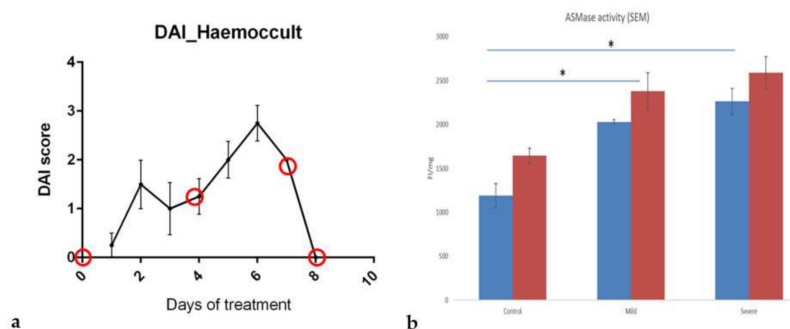 DAI_Haemoccult
4
3
2
1
0
DAI score
0
2
4
6
8
10
Days of treatment
a
ASMase activity (SEM)
3000
2500
2000
1500
1000
500
0
FI/mg
*
*
Control
Mild
Severe
b